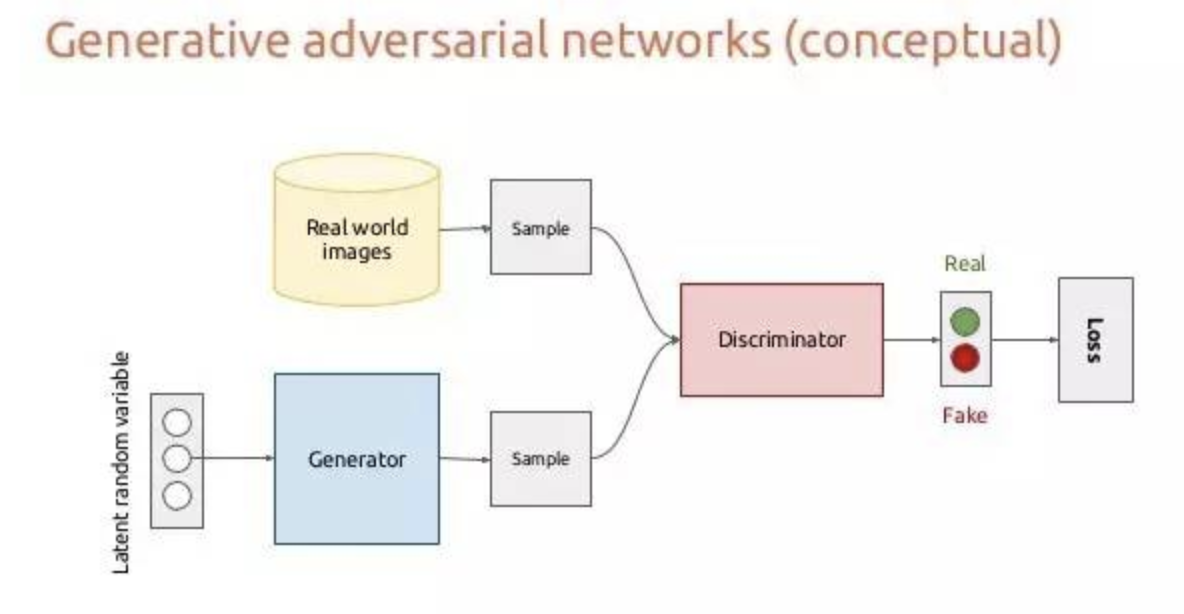 Generative adversarial networks (conceptual)
Real world
images
Sample
Real
Discriminator
Loss
Fake
Latent random variable
Generator
Sample